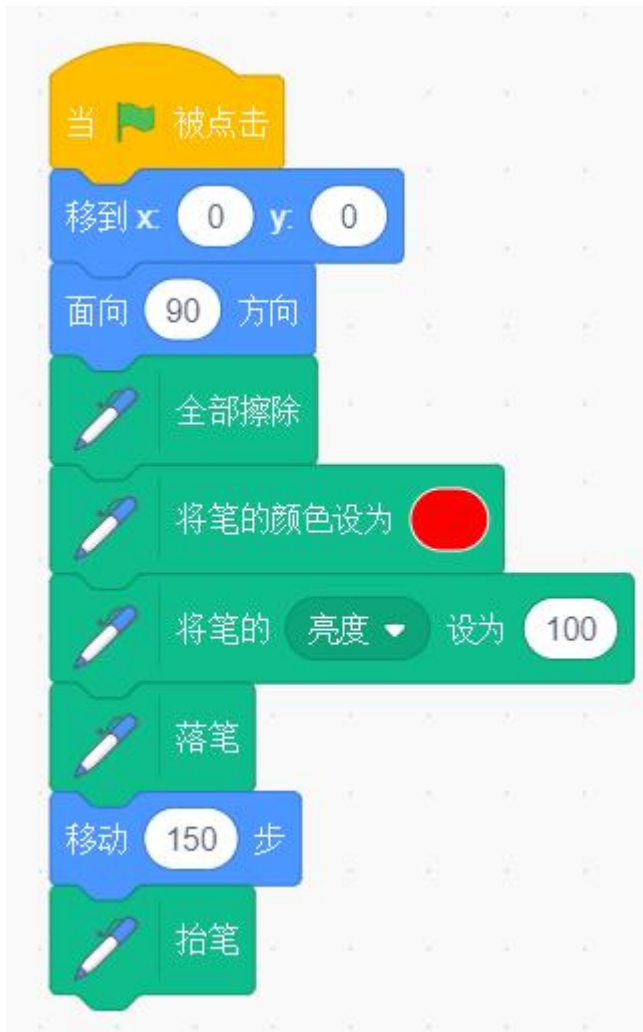 当 被点击
移到 x: 0 y: 0
面向 90 方向
全部擦除
将笔的颜色设为
将笔的 亮度 设为 100
落笔
移动 150 步
抬笔